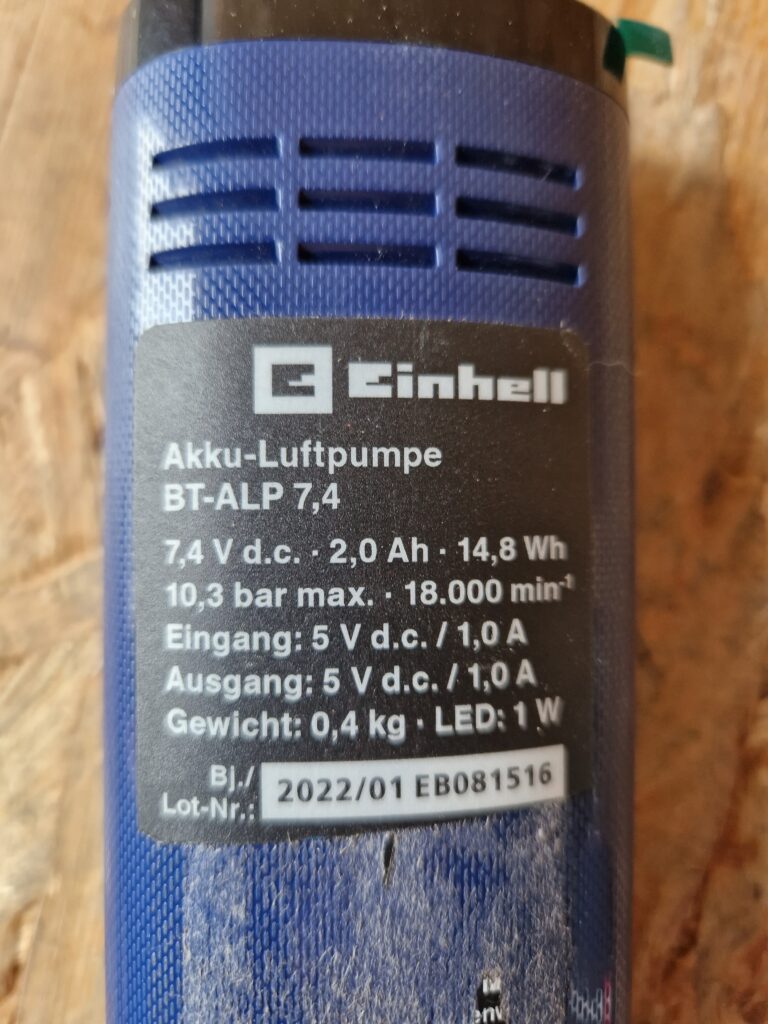 Einhell
Akku-Luftpumpe
BT-ALP 7,4
7,4 V d.c. · 2,0 Ah · 14,8 Wh
10,3 bar max. · 18.000 min⁻¹
Eingang: 5 V d.c. / 1,0 A
Ausgang: 5 V d.c. / 1,0 A
Gewicht: 0,4 kg · LED: 1 W
Bj./
Lot-Nr.: 2022/01 EB081516